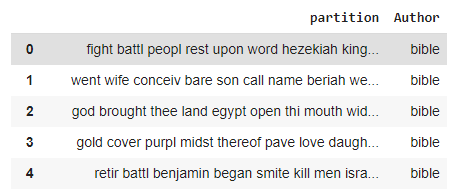 partition Author
0 fight battl peopl rest upon word hezekiah king... bible
1 went wife conceiv bare son call name beriah we... bible
2 god brought thee land egypt open thi mouth wid... bible
3 gold cover purpl midst thereof pave love daugh... bible
4 retir battl benjamin began smite kill men isra... bible